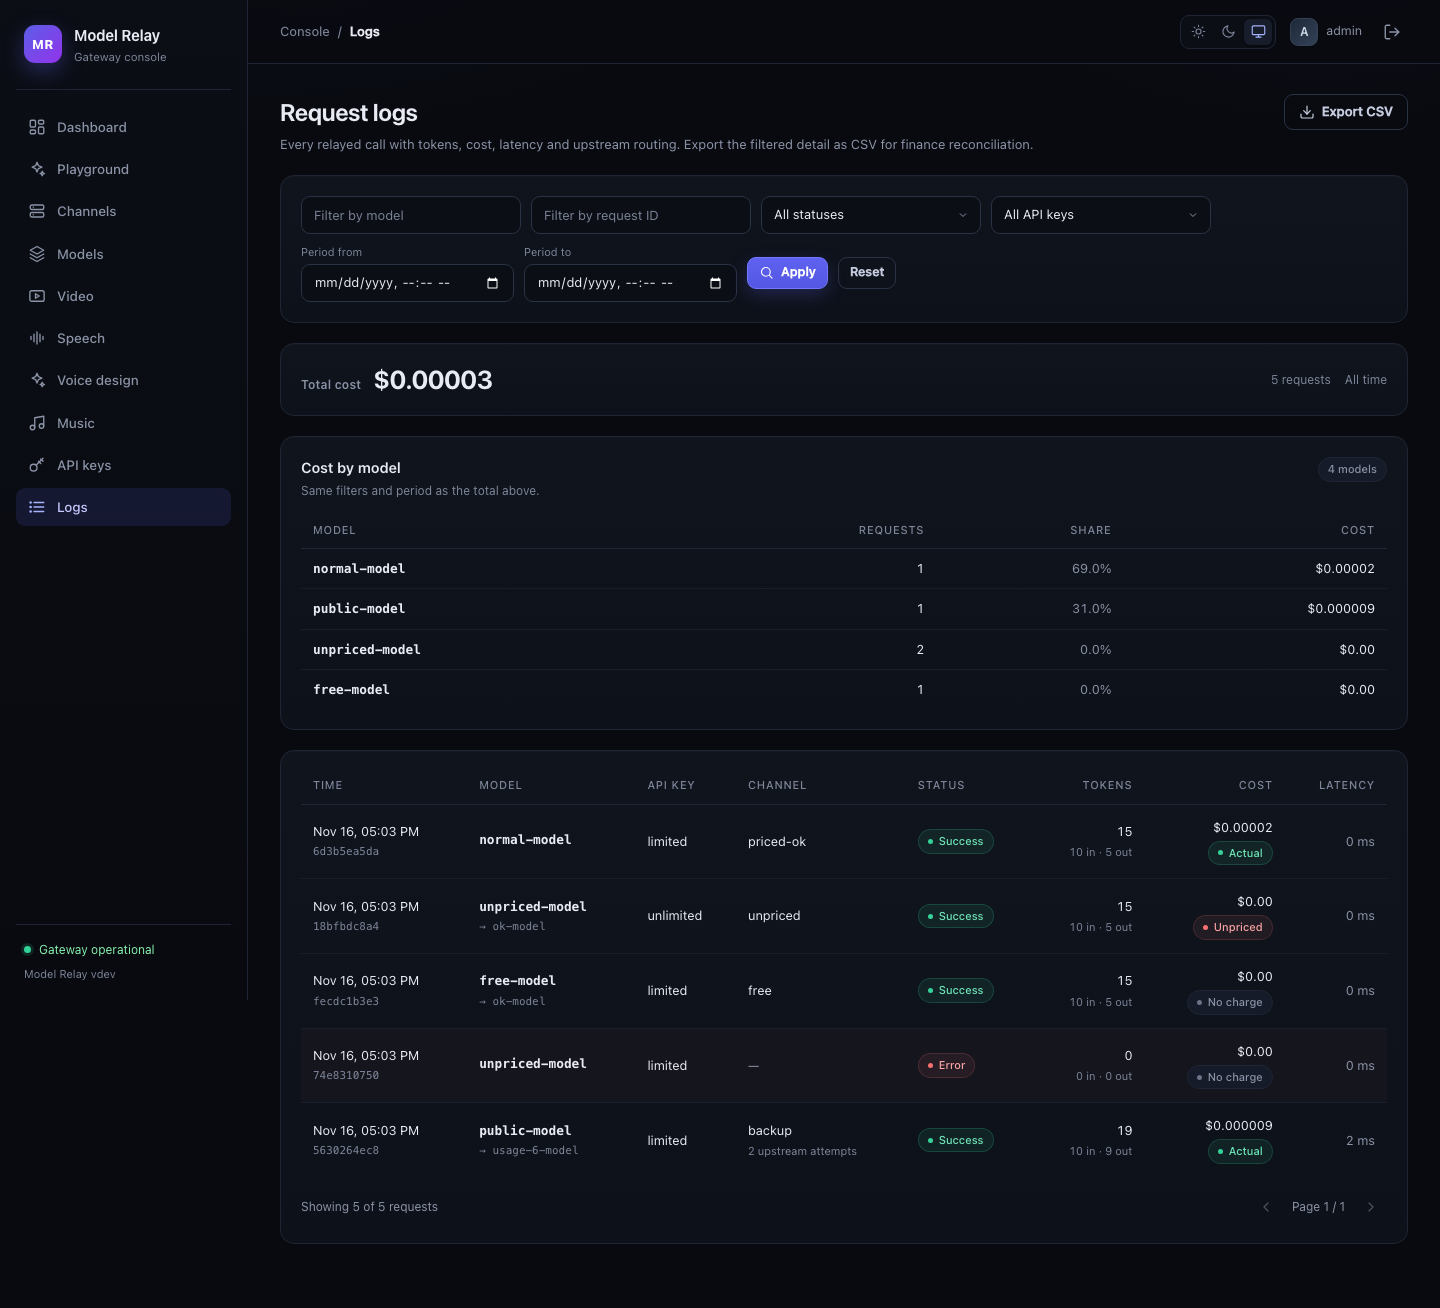 MR
Model Relay
Gateway console
Dashboard
Playground
Channels
Models
Video
Speech
Voice design
Music
API keys
Logs
Gateway operational
Model Relay vdev
Console / Logs
A admin
Request logs
Export CSV
Every relayed call with tokens, cost, latency and upstream routing. Export the filtered detail as CSV for finance reconciliation.
Filter by model
Filter by request ID
All statuses
All API keys
Period from
Period to
mm/dd/yyyy, --:-- --
mm/dd/yyyy, --:-- --
Apply
Reset
Total cost $0.00003
5 requests All time
Cost by model
4 models
Same filters and period as the total above.
MODEL REQUESTS SHARE COST
normal-model 1 69.0% $0.00002
public-model 1 31.0% $0.000009
unpriced-model 2 0.0% $0.00
free-model 1 0.0% $0.00
TIME MODEL API KEY CHANNEL STATUS TOKENS COST LATENCY
Nov 16, 05:03 PM normal-model limited priced-ok Success 15 $0.00002 0 ms
6d3b5ea5da 10 in · 5 out Actual
Nov 16, 05:03 PM unpriced-model unlimited unpriced Success 15 $0.00 0 ms
18bfbdc8a4 → ok-model 10 in · 5 out Unpriced
Nov 16, 05:03 PM free-model limited free Success 15 $0.00 0 ms
fecdc1b3e3 → ok-model 10 in · 5 out No charge
Nov 16, 05:03 PM unpriced-model limited — Error 0 $0.00 0 ms
74e8310750 0 in · 0 out No charge
Nov 16, 05:03 PM public-model limited backup Success 19 $0.000009 2 ms
5630264ec8 → usage-6-model 2 upstream attempts 10 in · 9 out Actual
Showing 5 of 5 requests
Page 1 / 1